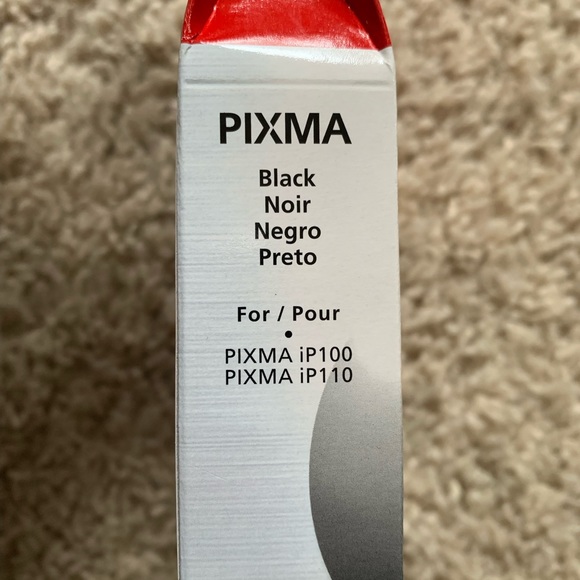 PIXMA
Black
Noir
Negro
Preto
For / Pour
•
PIXMA iP100
PIXMA iP110